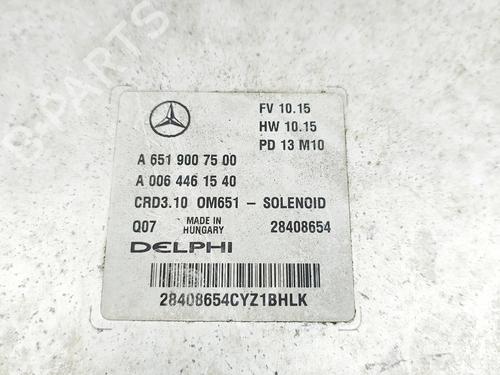 FV 10.15
HW 10.15
PD 13 M10
A 651 900 75 00
A 006 446 15 40
CRD3.10 OM651 – SOLENOID
Q07 MADE IN HUNGARY 28408654
DELPHI
28408654CYZ1BHLK